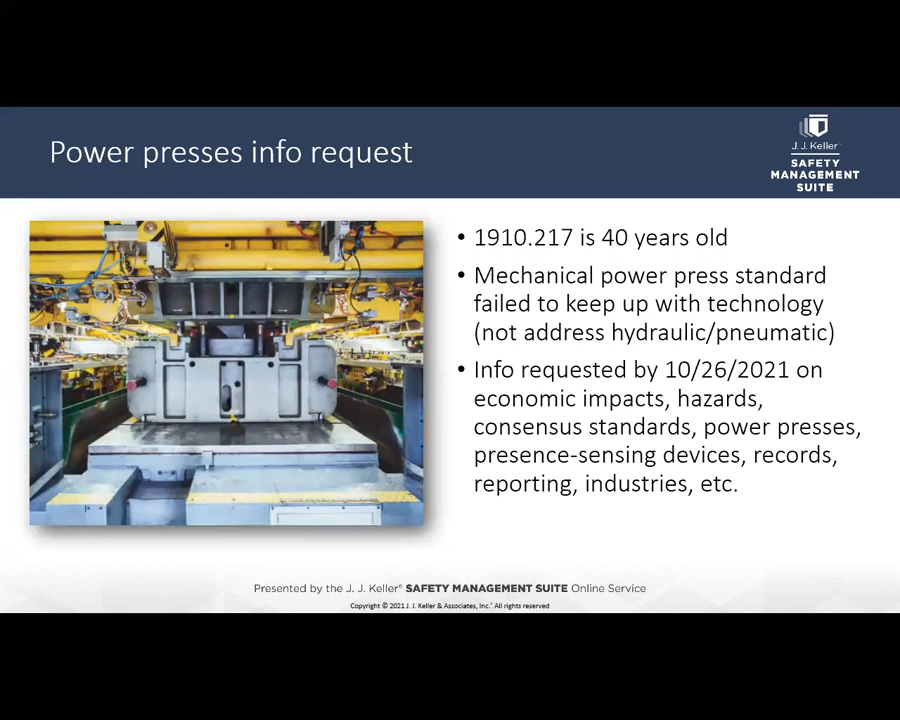 Power presses info request
J. J. Keller
SAFETY
MANAGEMENT
SUITE
• 1910.217 is 40 years old
• Mechanical power press standard
failed to keep up with technology
(not address hydraulic/pneumatic)
• Info requested by 10/26/2021 on
economic impacts, hazards,
consensus standards, power presses,
presence-sensing devices, records,
reporting, industries, etc.
Presented by the J. J. Keller® SAFETY MANAGEMENT SUITE Online Service
Copyright © 2021 J. J. Keller & Associates, Inc.® All rights reserved